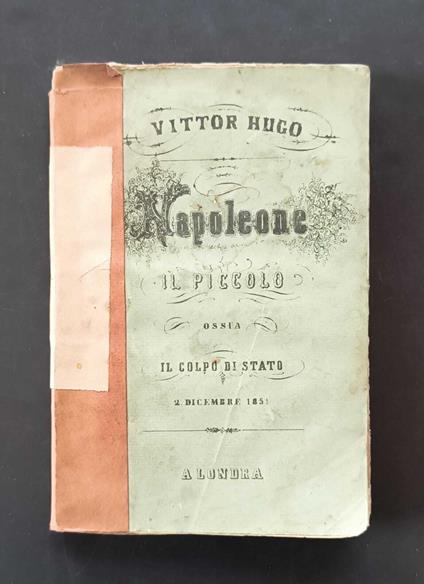 VITTOR HUGO
Napoleone
IL PICCOLO
OSSIA
IL COLPO DI STATO
2 DICEMBRE 1851
A LONDRA